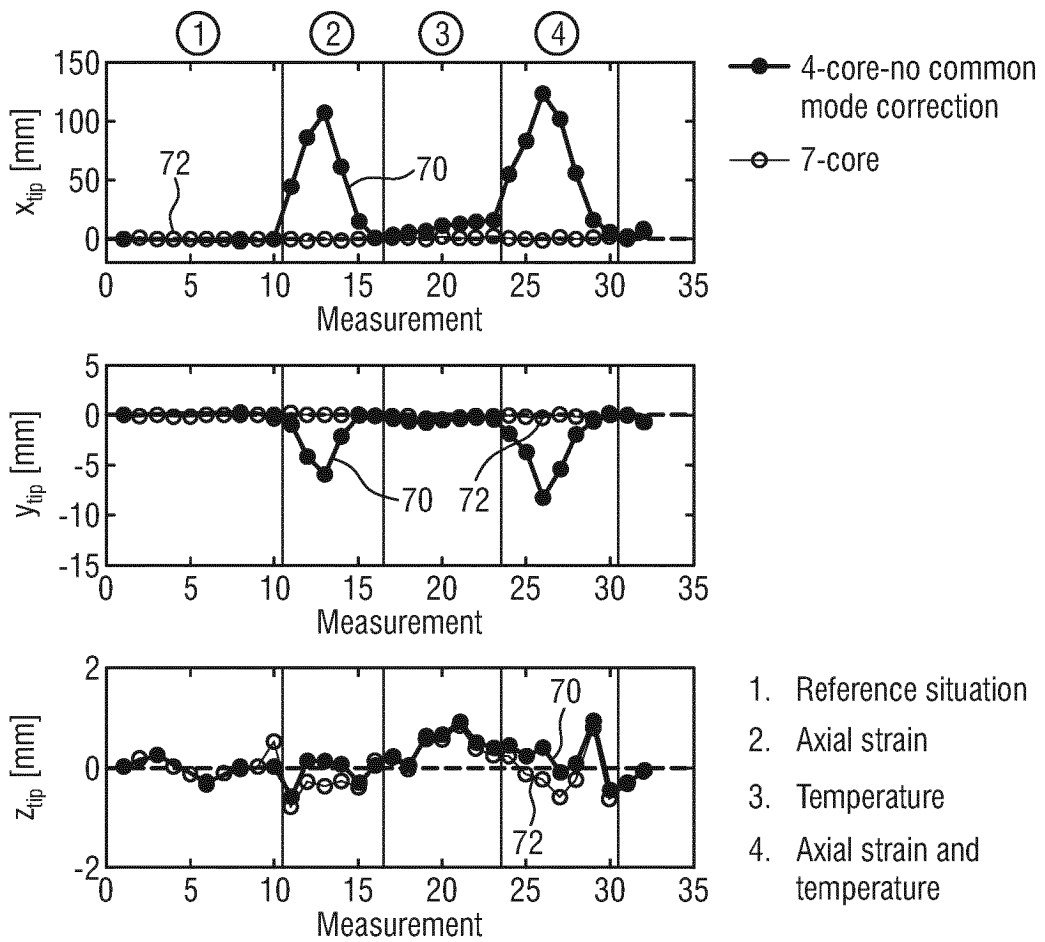 1 2 3 4
150
100
50
0
x_tip [mm]
72
70
0 5 10 15 20 25 30 35
Measurement
4-core-no common
mode correction
7-core
5
0
-5
-10
-15
y_tip [mm]
70
72
0 5 10 15 20 25 30 35
Measurement
2
0
-2
z_tip [mm]
70
72
0 5 10 15 20 25 30 35
Measurement
1. Reference situation
2. Axial strain
3. Temperature
4. Axial strain and
temperature